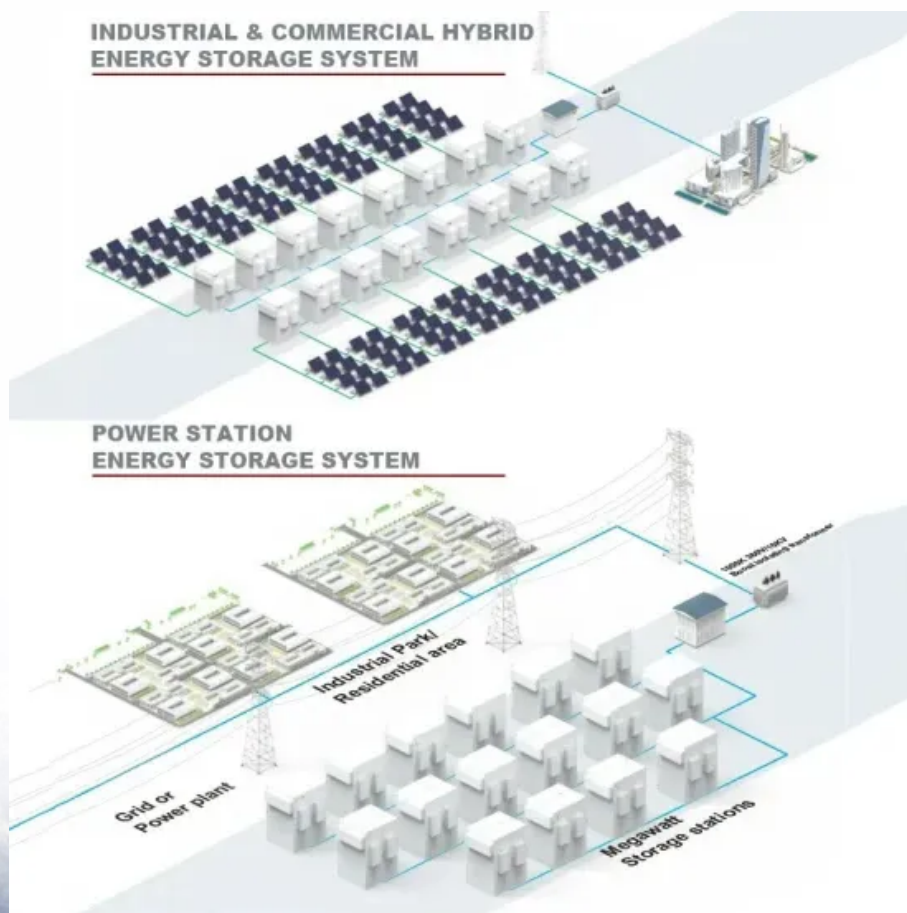 INDUSTRIAL & COMMERCIAL HYBRID
ENERGY STORAGE SYSTEM
POWER STATION
ENERGY STORAGE SYSTEM
Industrial Park/
Residential area
Grid or
Power plant
Megawatt
Storage stations